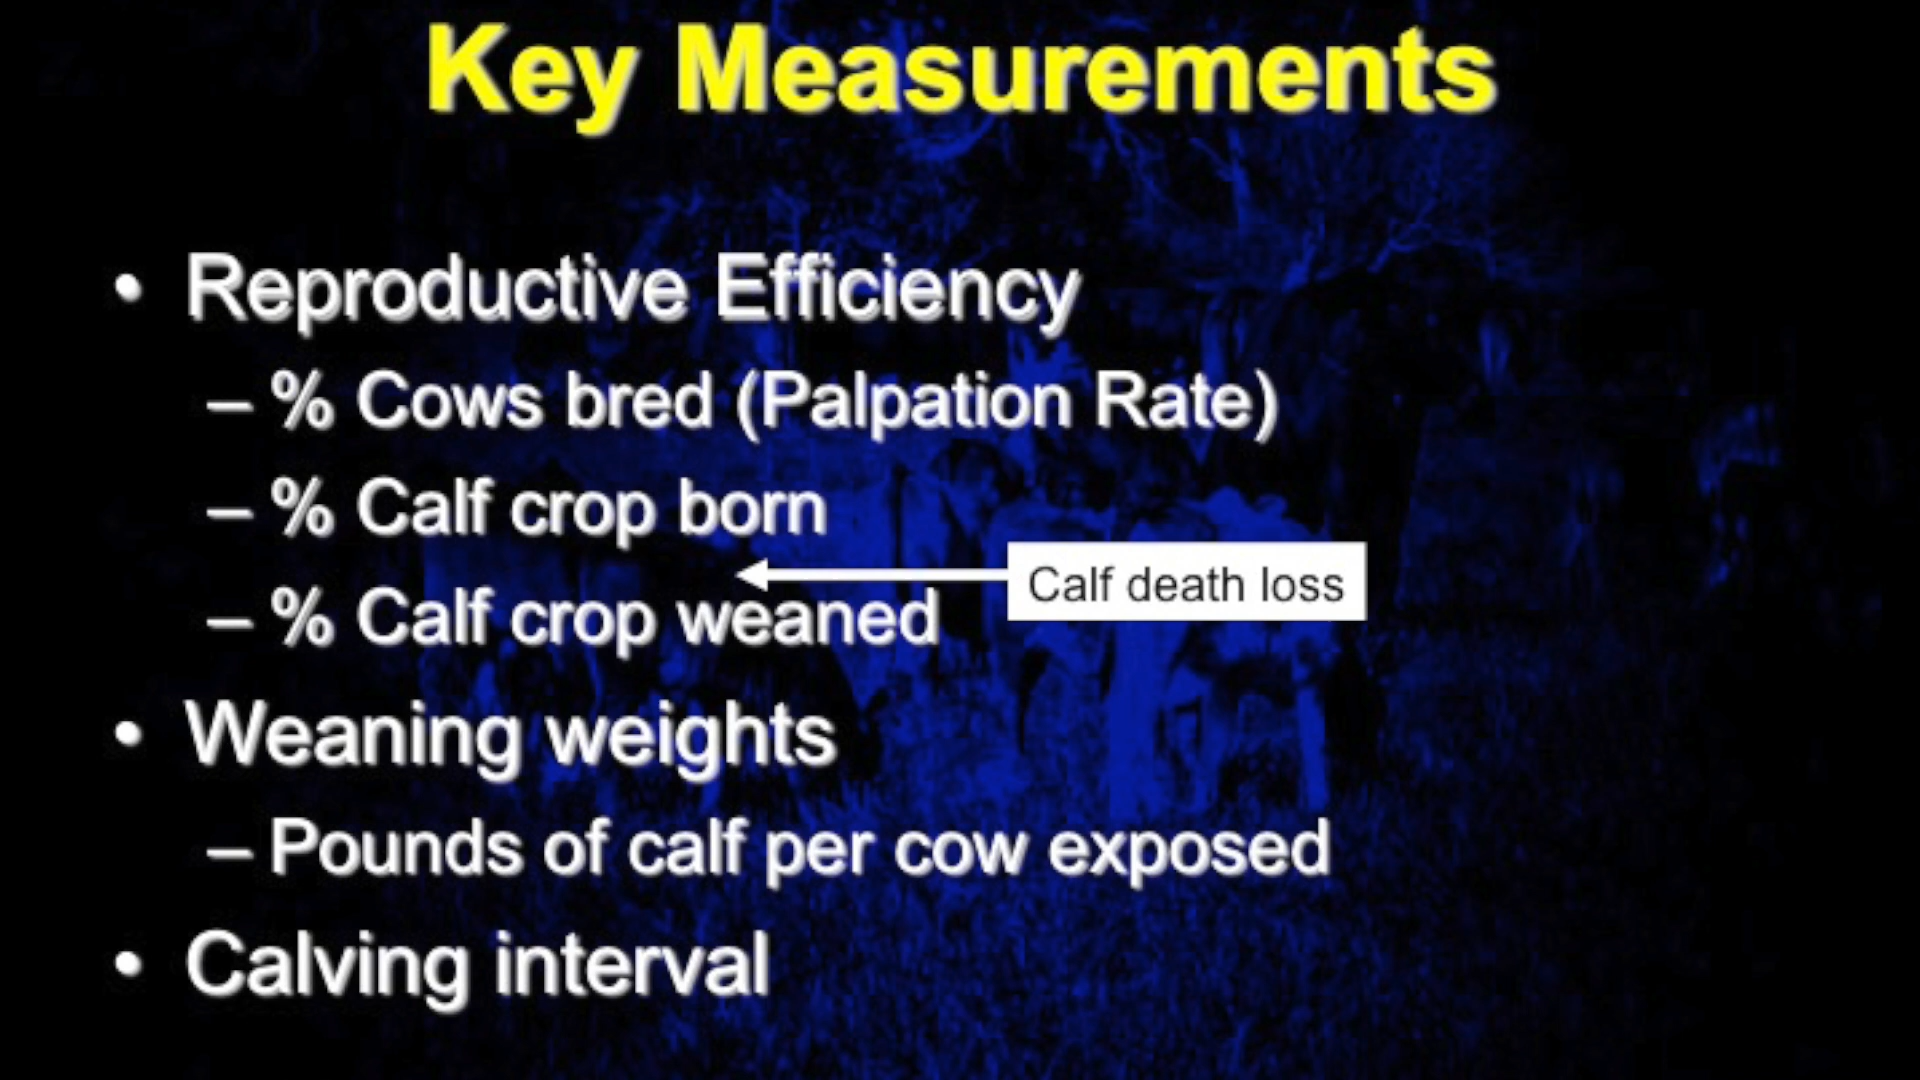 Key Measurements
• Reproductive Efficiency
– % Cows bred (Palpation Rate)
– % Calf crop born
Calf death loss
– % Calf crop weaned
• Weaning weights
– Pounds of calf per cow exposed
• Calving interval